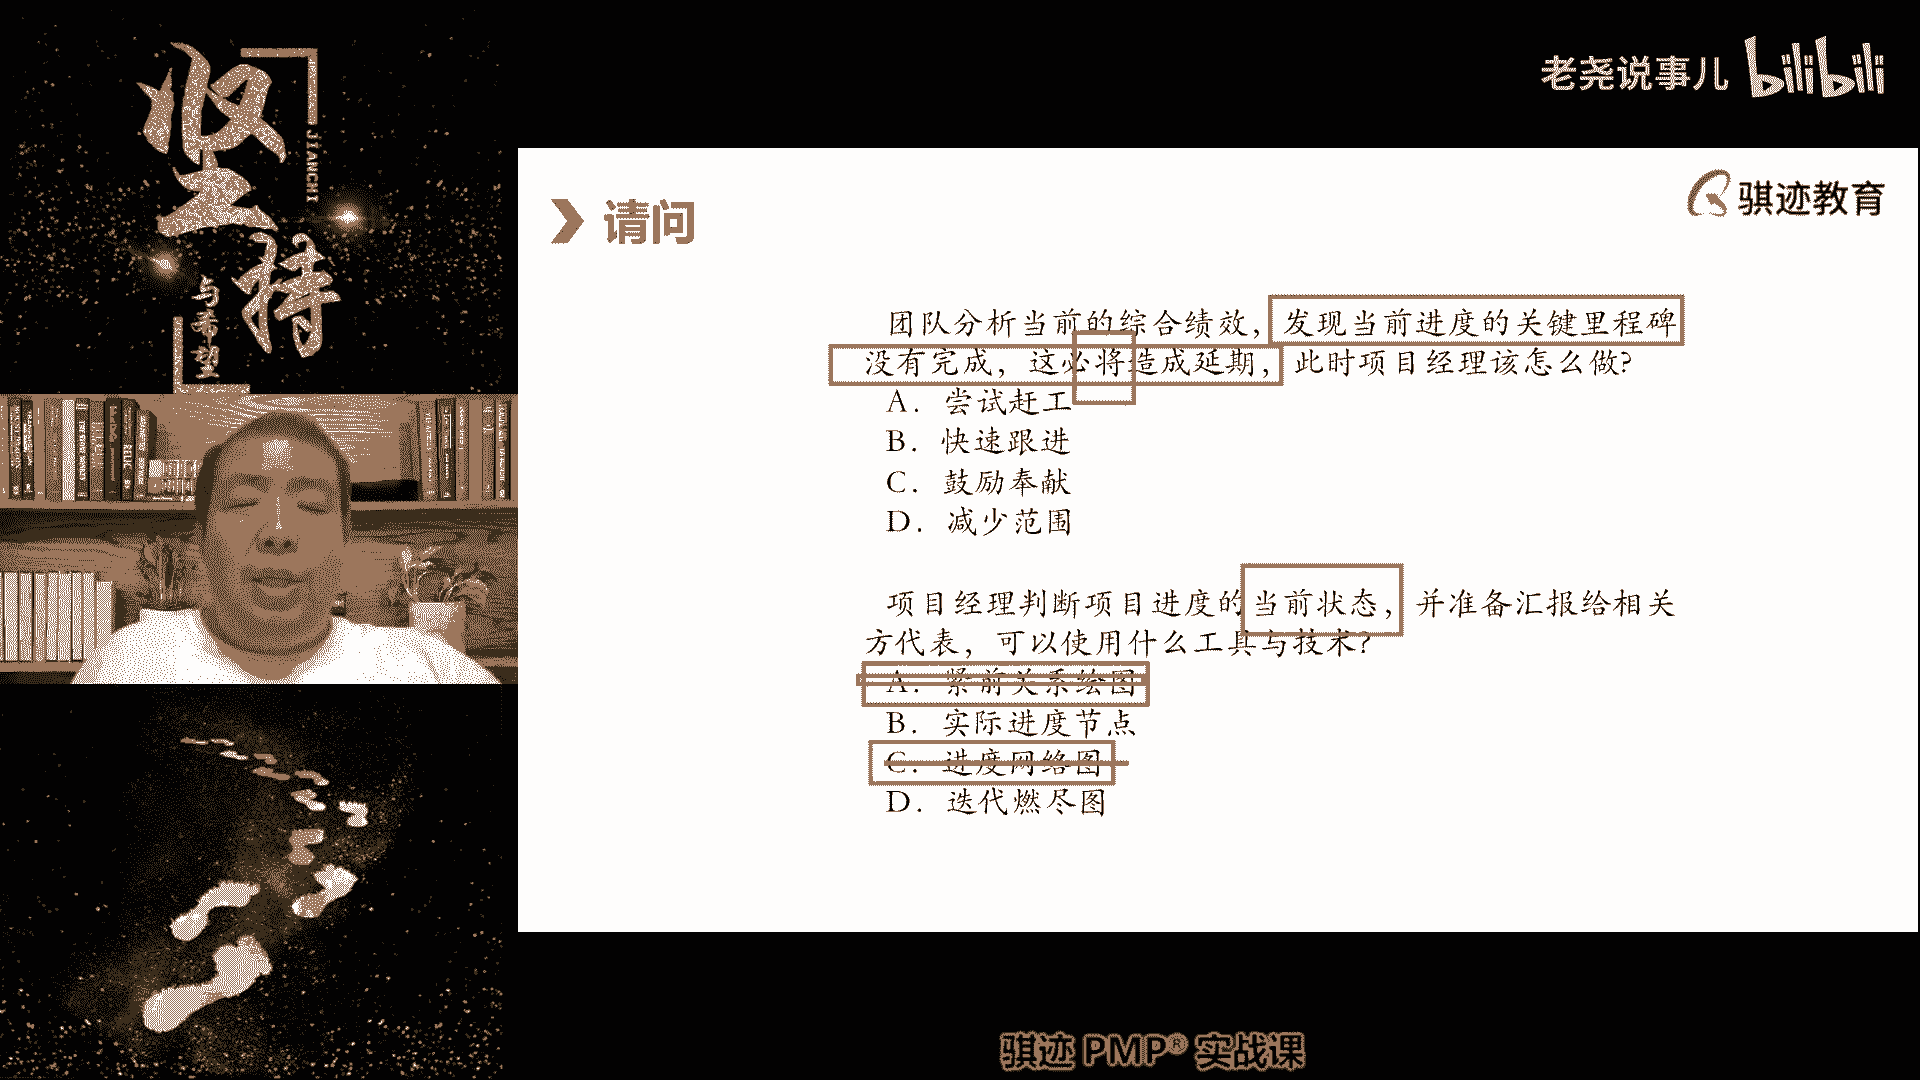 坚持
JIANCHI
与希望
老尧说事儿 bilibili
骐迹教育
请问
团队分析当前的综合绩效，发现当前进度的关键里程碑
没有完成，这必将造成延期，此时项目经理该怎么做？
A. 尝试赶工
B. 快速跟进
C. 鼓励奉献
D. 减少范围
项目经理判断项目进度的当前状态，并准备汇报给相关
方代表，可以使用什么工具与技术？
A. 紧前关系绘图
B. 实际进度节点
C. 进度网络图
D. 迭代燃尽图
骐迹 PMP® 实战课